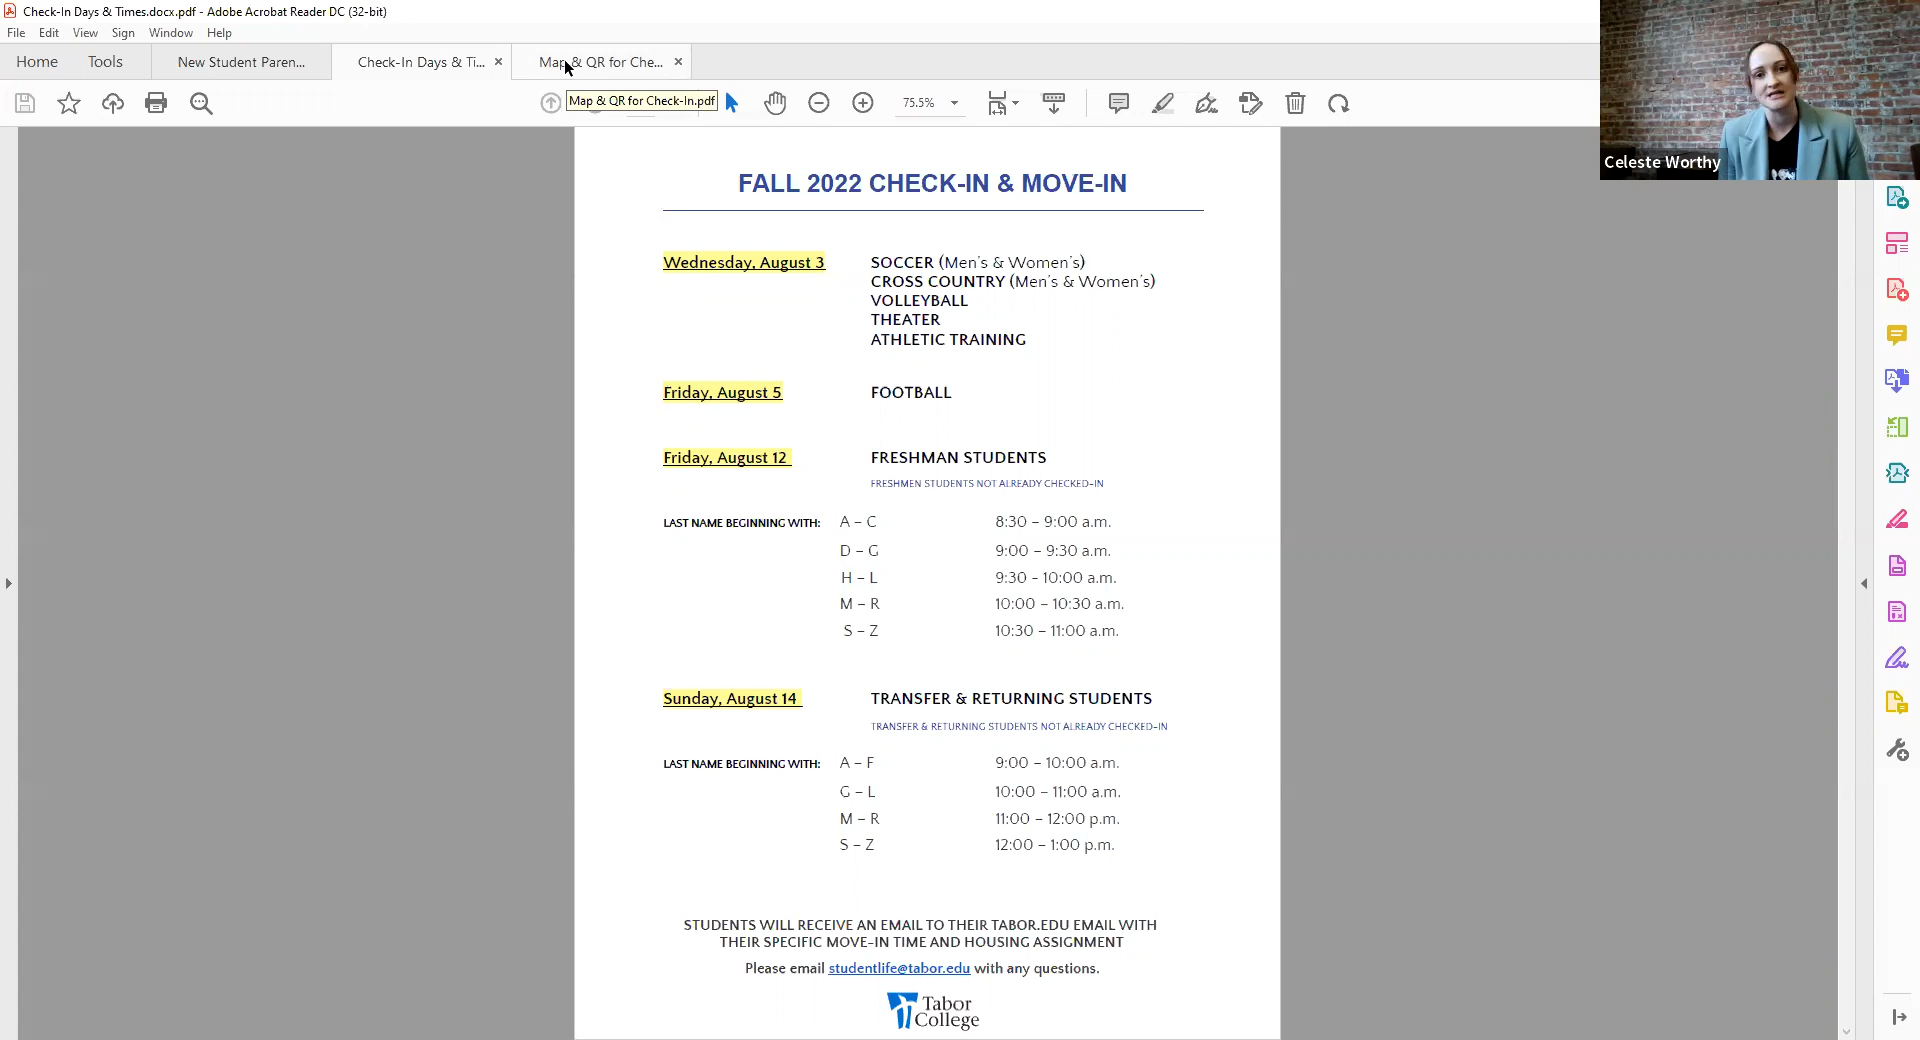 Check-In Days & Times.docx.pdf - Adobe Acrobat Reader DC (32-bit)
File Edit View Sign Window Help
Home Tools New Student Paren... Check-In Days & Ti... × Map & QR for Che... ×
75.5%
Map & QR for Check-In.pdf
Celeste Worthy
FALL 2022 CHECK-IN & MOVE-IN
Wednesday, August 3 SOCCER (Men's & Women's)
CROSS COUNTRY (Men's & Women's)
VOLLEYBALL
THEATER
ATHLETIC TRAINING
Friday, August 5 FOOTBALL
Friday, August 12 FRESHMAN STUDENTS
FRESHMEN STUDENTS NOT ALREADY CHECKED-IN
LAST NAME BEGINNING WITH: A – C 8:30 – 9:00 a.m.
D – G 9:00 – 9:30 a.m.
H – L 9:30 - 10:00 a.m.
M – R 10:00 – 10:30 a.m.
S – Z 10:30 – 11:00 a.m.
Sunday, August 14 TRANSFER & RETURNING STUDENTS
TRANSFER & RETURNING STUDENTS NOT ALREADY CHECKED-IN
LAST NAME BEGINNING WITH: A – F 9:00 – 10:00 a.m.
G – L 10:00 – 11:00 a.m.
M – R 11:00 – 12:00 p.m.
S – Z 12:00 – 1:00 p.m.
STUDENTS WILL RECEIVE AN EMAIL TO THEIR TABOR.EDU EMAIL WITH
THEIR SPECIFIC MOVE-IN TIME AND HOUSING ASSIGNMENT
Please email studentlife@tabor.edu with any questions.
Tabor
College